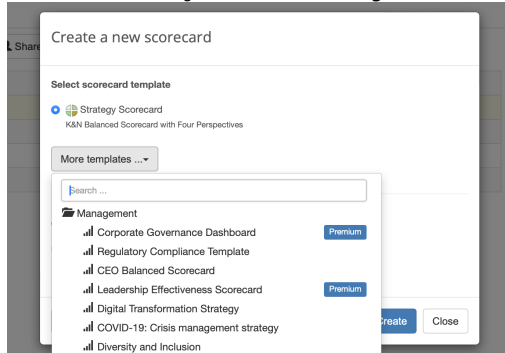 Share
Create a new scorecard
Select scorecard template
Strategy Scorecard
K&N Balanced Scorecard with Four Perspectives
More templates ...
Search ...
Management
Corporate Governance Dashboard Premium
Regulatory Compliance Template
CEO Balanced Scorecard
Leadership Effectiveness Scorecard Premium
Digital Transformation Strategy
COVID-19: Crisis management strategy
Create Close
Diversity and Inclusion